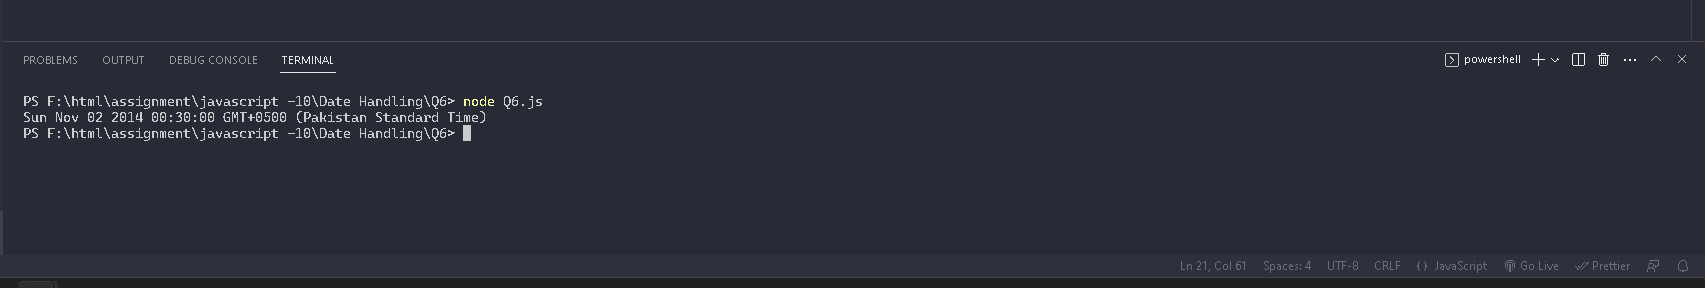 PROBLEMS OUTPUT DEBUG CONSOLE TERMINAL powershell
PS F:\html\assignment\javascript -10\Date Handling\Q6> node Q6.js
Sun Nov 02 2014 00:30:00 GMT+0500 (Pakistan Standard Time)
PS F:\html\assignment\javascript -10\Date Handling\Q6>
Ln 21, Col 61 Spaces: 4 UTF-8 CRLF {} JavaScript Go Live Prettier